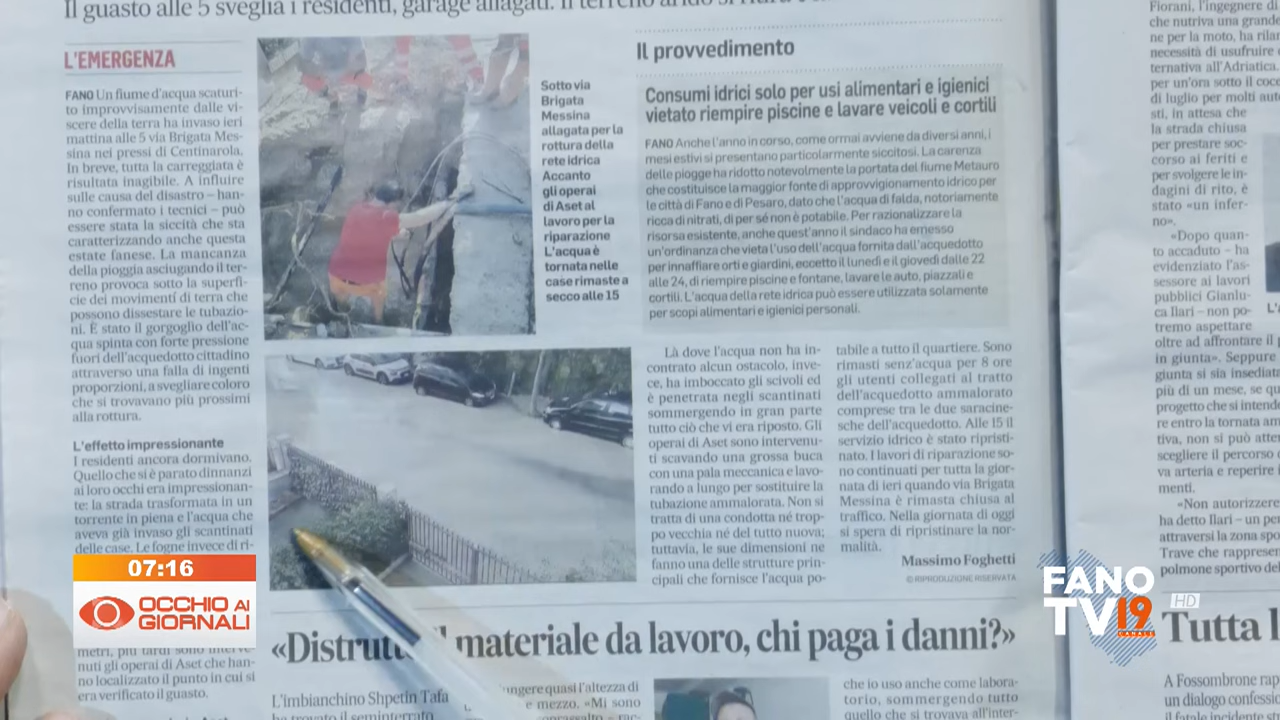 Il guasto alle 5 sveglia i residenti, garage allagati. Il terreno arido si
L'EMERGENZA
FANO Un fiume d'acqua scaturi-
to improvvisamente dalle vi-
scere della terra ha invaso ieri
mattina alle 5 via Brigata Mes-
sina nei pressi di Centinarola.
In breve, tutta la carreggiata è
risultata inagibile. A influire
sulle cause del disastro – han-
no confermato i tecnici – può
essere stata la siccità che sta
caratterizzando anche questa
estate fanese. La mancanza
della pioggia asciugando il ter-
reno provoca sotto la superfi-
cie dei movimenti di terra che
possono dissestare le tubazio-
ni. È stato il gorgoglio dell'ac-
qua spinta con forte pressione
fuori dell'acquedotto cittadino
attraverso una falla di ingenti
proporzioni, a svegliare coloro
che si trovavano più prossimi
alla rottura.
L'effetto impressionante
I residenti ancora dormivano.
Quello che si è parato dinnanzi
ai loro occhi era impressionan-
te: la strada trasformata in un
torrente in piena e l'acqua che
aveva già invaso gli scantinati
delle case. Le fogne invece di ri-
metri, più tardi sono interve-
nuti gli operai di Aset che han-
no localizzato il punto in cui si
era verificato il guasto.
Sotto via
Brigata
Messina
allagata per la
rottura della
rete idrica
Accanto
gli operai
di Aset al
lavoro per la
riparazione
L'acqua è
tornata nelle
case rimaste a
secco alle 15
Il provvedimento
Consumi idrici solo per usi alimentari e igienici
vietato riempire piscine e lavare veicoli e cortili
FANO Anche l'anno in corso, come ormai avviene da diversi anni, i
mesi estivi si presentano particolarmente siccitosi. La carenza
delle piogge ha ridotto notevolmente la portata del fiume Metauro
che costituisce la maggior fonte di approvvigionamento idrico per
le città di Fano e di Pesaro, dato che l'acqua di falda, notoriamente
ricca di nitrati, di per sé non è potabile. Per razionalizzare la
risorsa esistente, anche quest'anno il sindaco ha emesso
un'ordinanza che vieta l'uso dell'acqua fornita dall'acquedotto
per innaffiare orti e giardini, eccetto il lunedì e il giovedì dalle 22
alle 24, di riempire piscine e fontane, lavare le auto, piazzali e
cortili. L'acqua della rete idrica può essere utilizzata solamente
per scopi alimentari e igienici personali.
Là dove l'acqua non ha in-
contrato alcun ostacolo, inve-
ce, ha imboccato gli scivoli ed
è penetrata negli scantinati
sommergendo in gran parte
tutto ciò che vi era riposto. Gli
operai di Aset sono intervenu-
ti scavando una grossa buca
con una pala meccanica e lavo-
rando a lungo per sostituire la
tubazione ammalorata. Non si
tratta di una condotta né trop-
po vecchia né del tutto nuova;
tuttavia, le sue dimensioni ne
fanno una delle strutture prin-
cipali che fornisce l'acqua po-
tabile a tutto il quartiere. Sono
rimasti senz'acqua per 8 ore
gli utenti collegati al tratto
dell'acquedotto ammalorato
comprese tra le due saracine-
sche dell'acquedotto. Alle 15 il
servizio idrico è stato ripristi-
nato. I lavori di riparazione so-
no continuati per tutta la gior-
nata di ieri quando via Brigata
Messina è rimasta chiusa al
traffico. Nella giornata di oggi
si spera di ripristinare la nor-
malità.
Massimo Foghetti
© RIPRODUZIONE RISERVATA
«Distrutto il materiale da lavoro, chi paga i danni?»
L'imbianchino Shpetin Tafa
ha trovato il seminterrato
ungere quasi l'altezza di
e mezzo. «Mi sono
che io uso anche come labora-
torio, sommergendo tutto
quello che si trovava all'inter-
Fiorani, l'ingegnere di
che nutriva una grande
ne per la moto, ha rila
necessità di usufruire
ternativa all'Adriatica.
per un'ora sotto il coc
di luglio per molti aut
sti, in attesa che
la strada chiusa
per prestare soc-
corso ai feriti e
per svolgere le in-
dagini di rito, è
stato «un infer-
no».
«Dopo quan-
to accaduto – ha
evidenziato l'as-
sessore ai lavori
pubblici Gianlu-
ca Ilari – non po-
tremo aspettare
oltre ad affrontare il p
in giunta». Seppure
giunta si sia insediata
più di un mese, se qu
progetto che si intende
re entro la tornata am
tiva, non si può atten
scegliere il percorso
va arteria e reperire i
menti.
«Non autorizzere
ha detto Ilari – un pe
attraversi la zona spo
Trave che rappresen
polmone sportivo del
Tutta l
A Fossombrone rap
un dialogo confessi
il fatale incidente
07:16
OCCHIO AI
GIORNALI
FANO
TV 19
CANALE
HD